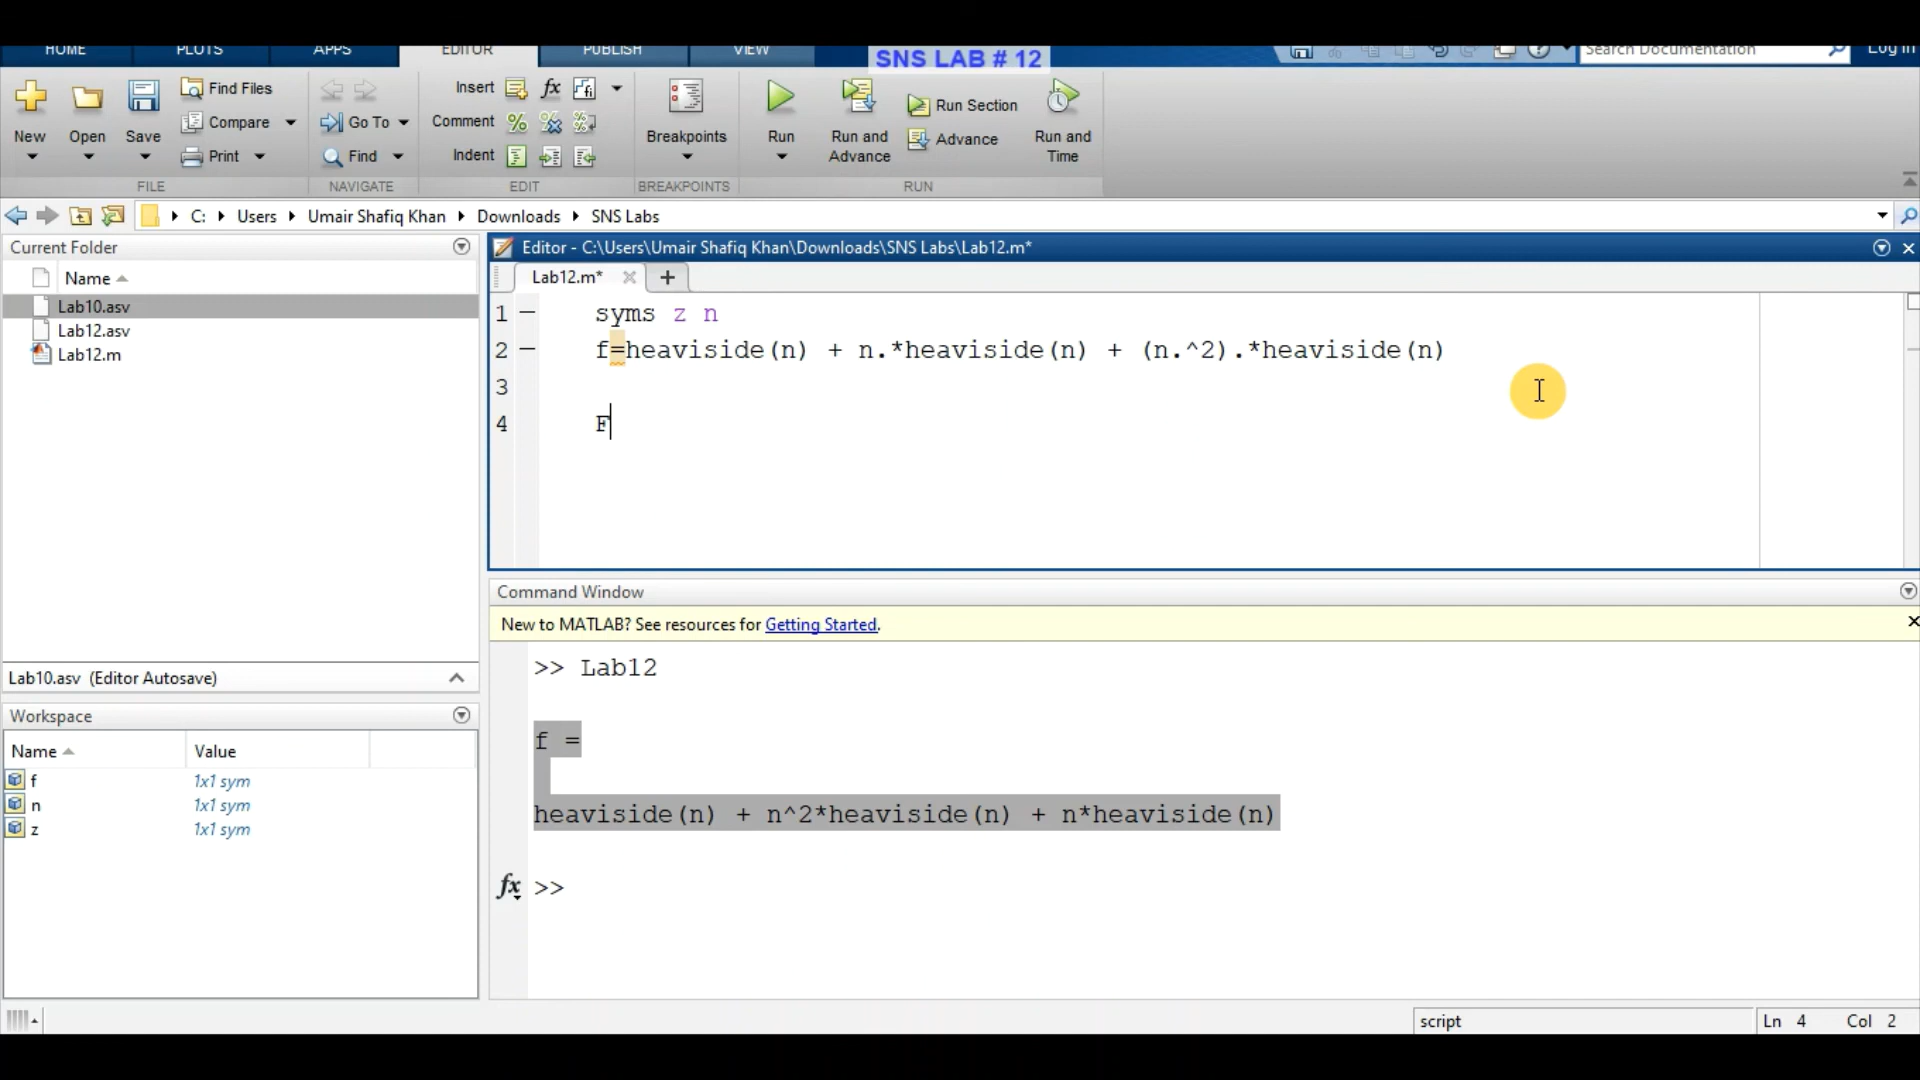 HOME PLOTS APPS EDITOR PUBLISH VIEW SNS LAB # 12 Search Documentation Log In
New Open Save Find Files Compare Print Go To Find Insert fx Comment Indent Breakpoints Run Run and Advance Run Section Advance Run and Time
FILE NAVIGATE EDIT BREAKPOINTS RUN
C: Users Umair Shafiq Khan Downloads SNS Labs
Current Folder
Name
Lab10.asv
Lab12.asv
Lab12.m
Lab10.asv (Editor Autosave)
Workspace
Name Value
f 1x1 sym
n 1x1 sym
z 1x1 sym
Editor - C:\Users\Umair Shafiq Khan\Downloads\SNS Labs\Lab12.m*
Lab12.m*
1 syms z n
2 f=heaviside(n) + n.*heaviside(n) + (n.^2).*heaviside(n)
3
4 F
Command Window
New to MATLAB? See resources for Getting Started.
>> Lab12
f =
heaviside(n) + n^2*heaviside(n) + n*heaviside(n)
fx >>
script Ln 4 Col 2